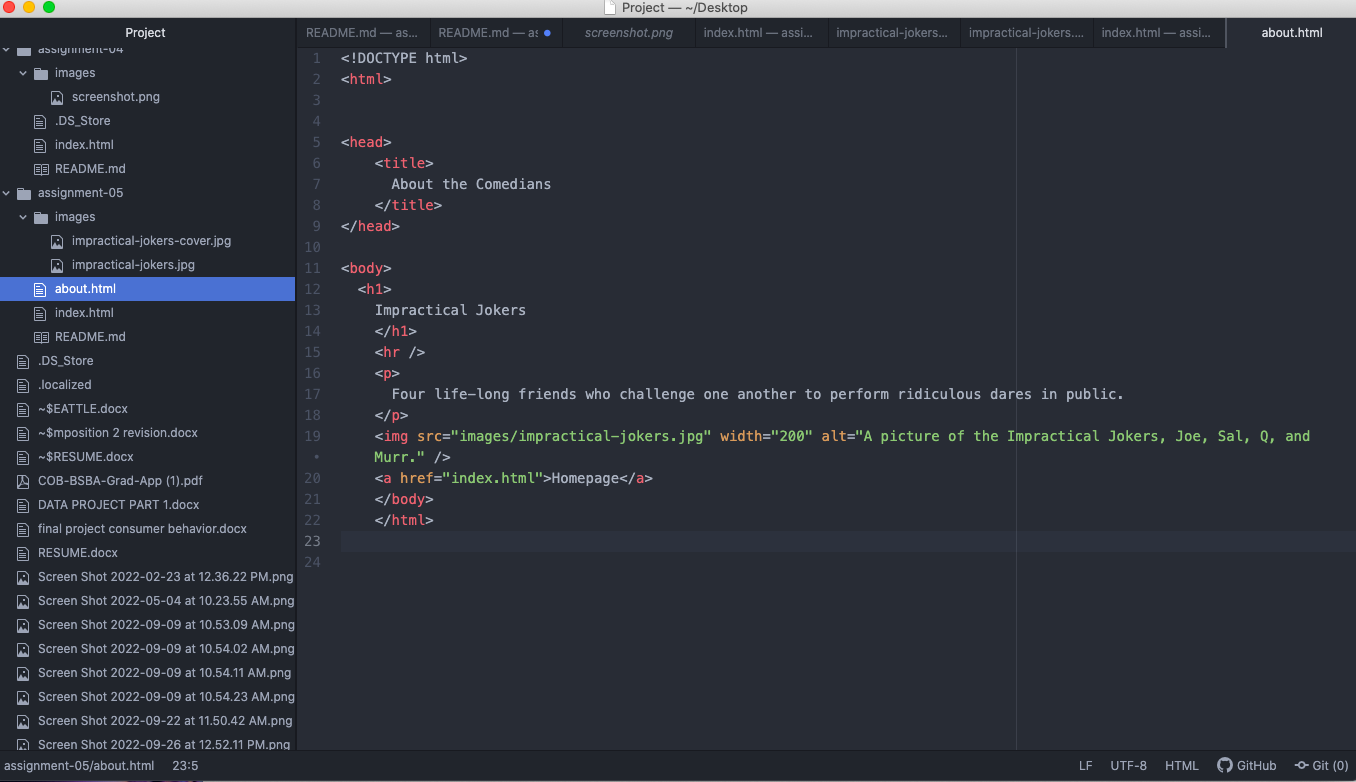 Project — ~/Desktop
Project
README.md — as...
README.md — as
screenshot.png
index.html — assi...
impractical-jokers...
impractical-jokers....
index.html — assi...
about.html
assignment-04
images
screenshot.png
.DS_Store
index.html
README.md
assignment-05
images
impractical-jokers-cover.jpg
impractical-jokers.jpg
about.html
index.html
README.md
.DS_Store
.localized
~$EATTLE.docx
~$mposition 2 revision.docx
~$RESUME.docx
COB-BSBA-Grad-App (1).pdf
DATA PROJECT PART 1.docx
final project consumer behavior.docx
RESUME.docx
Screen Shot 2022-02-23 at 12.36.22 PM.png
Screen Shot 2022-05-04 at 10.23.55 AM.png
Screen Shot 2022-09-09 at 10.53.09 AM.png
Screen Shot 2022-09-09 at 10.54.02 AM.png
Screen Shot 2022-09-09 at 10.54.11 AM.png
Screen Shot 2022-09-09 at 10.54.23 AM.png
Screen Shot 2022-09-22 at 11.50.42 AM.png
Screen Shot 2022-09-26 at 12.52.11 PM.png
1 <!DOCTYPE html>
2 <html>
3
4
5 <head>
6 <title>
7 About the Comedians
8 </title>
9 </head>
10
11 <body>
12 <h1>
13 Impractical Jokers
14 </h1>
15 <hr />
16 <p>
17 Four life-long friends who challenge one another to perform ridiculous dares in public.
18 </p>
19 <img src="images/impractical-jokers.jpg" width="200" alt="A picture of the Impractical Jokers, Joe, Sal, Q, and
• Murr." />
20 <a href="index.html">Homepage</a>
21 </body>
22 </html>
23
24
assignment-05/about.html 23:5
LF UTF-8 HTML GitHub Git (0)